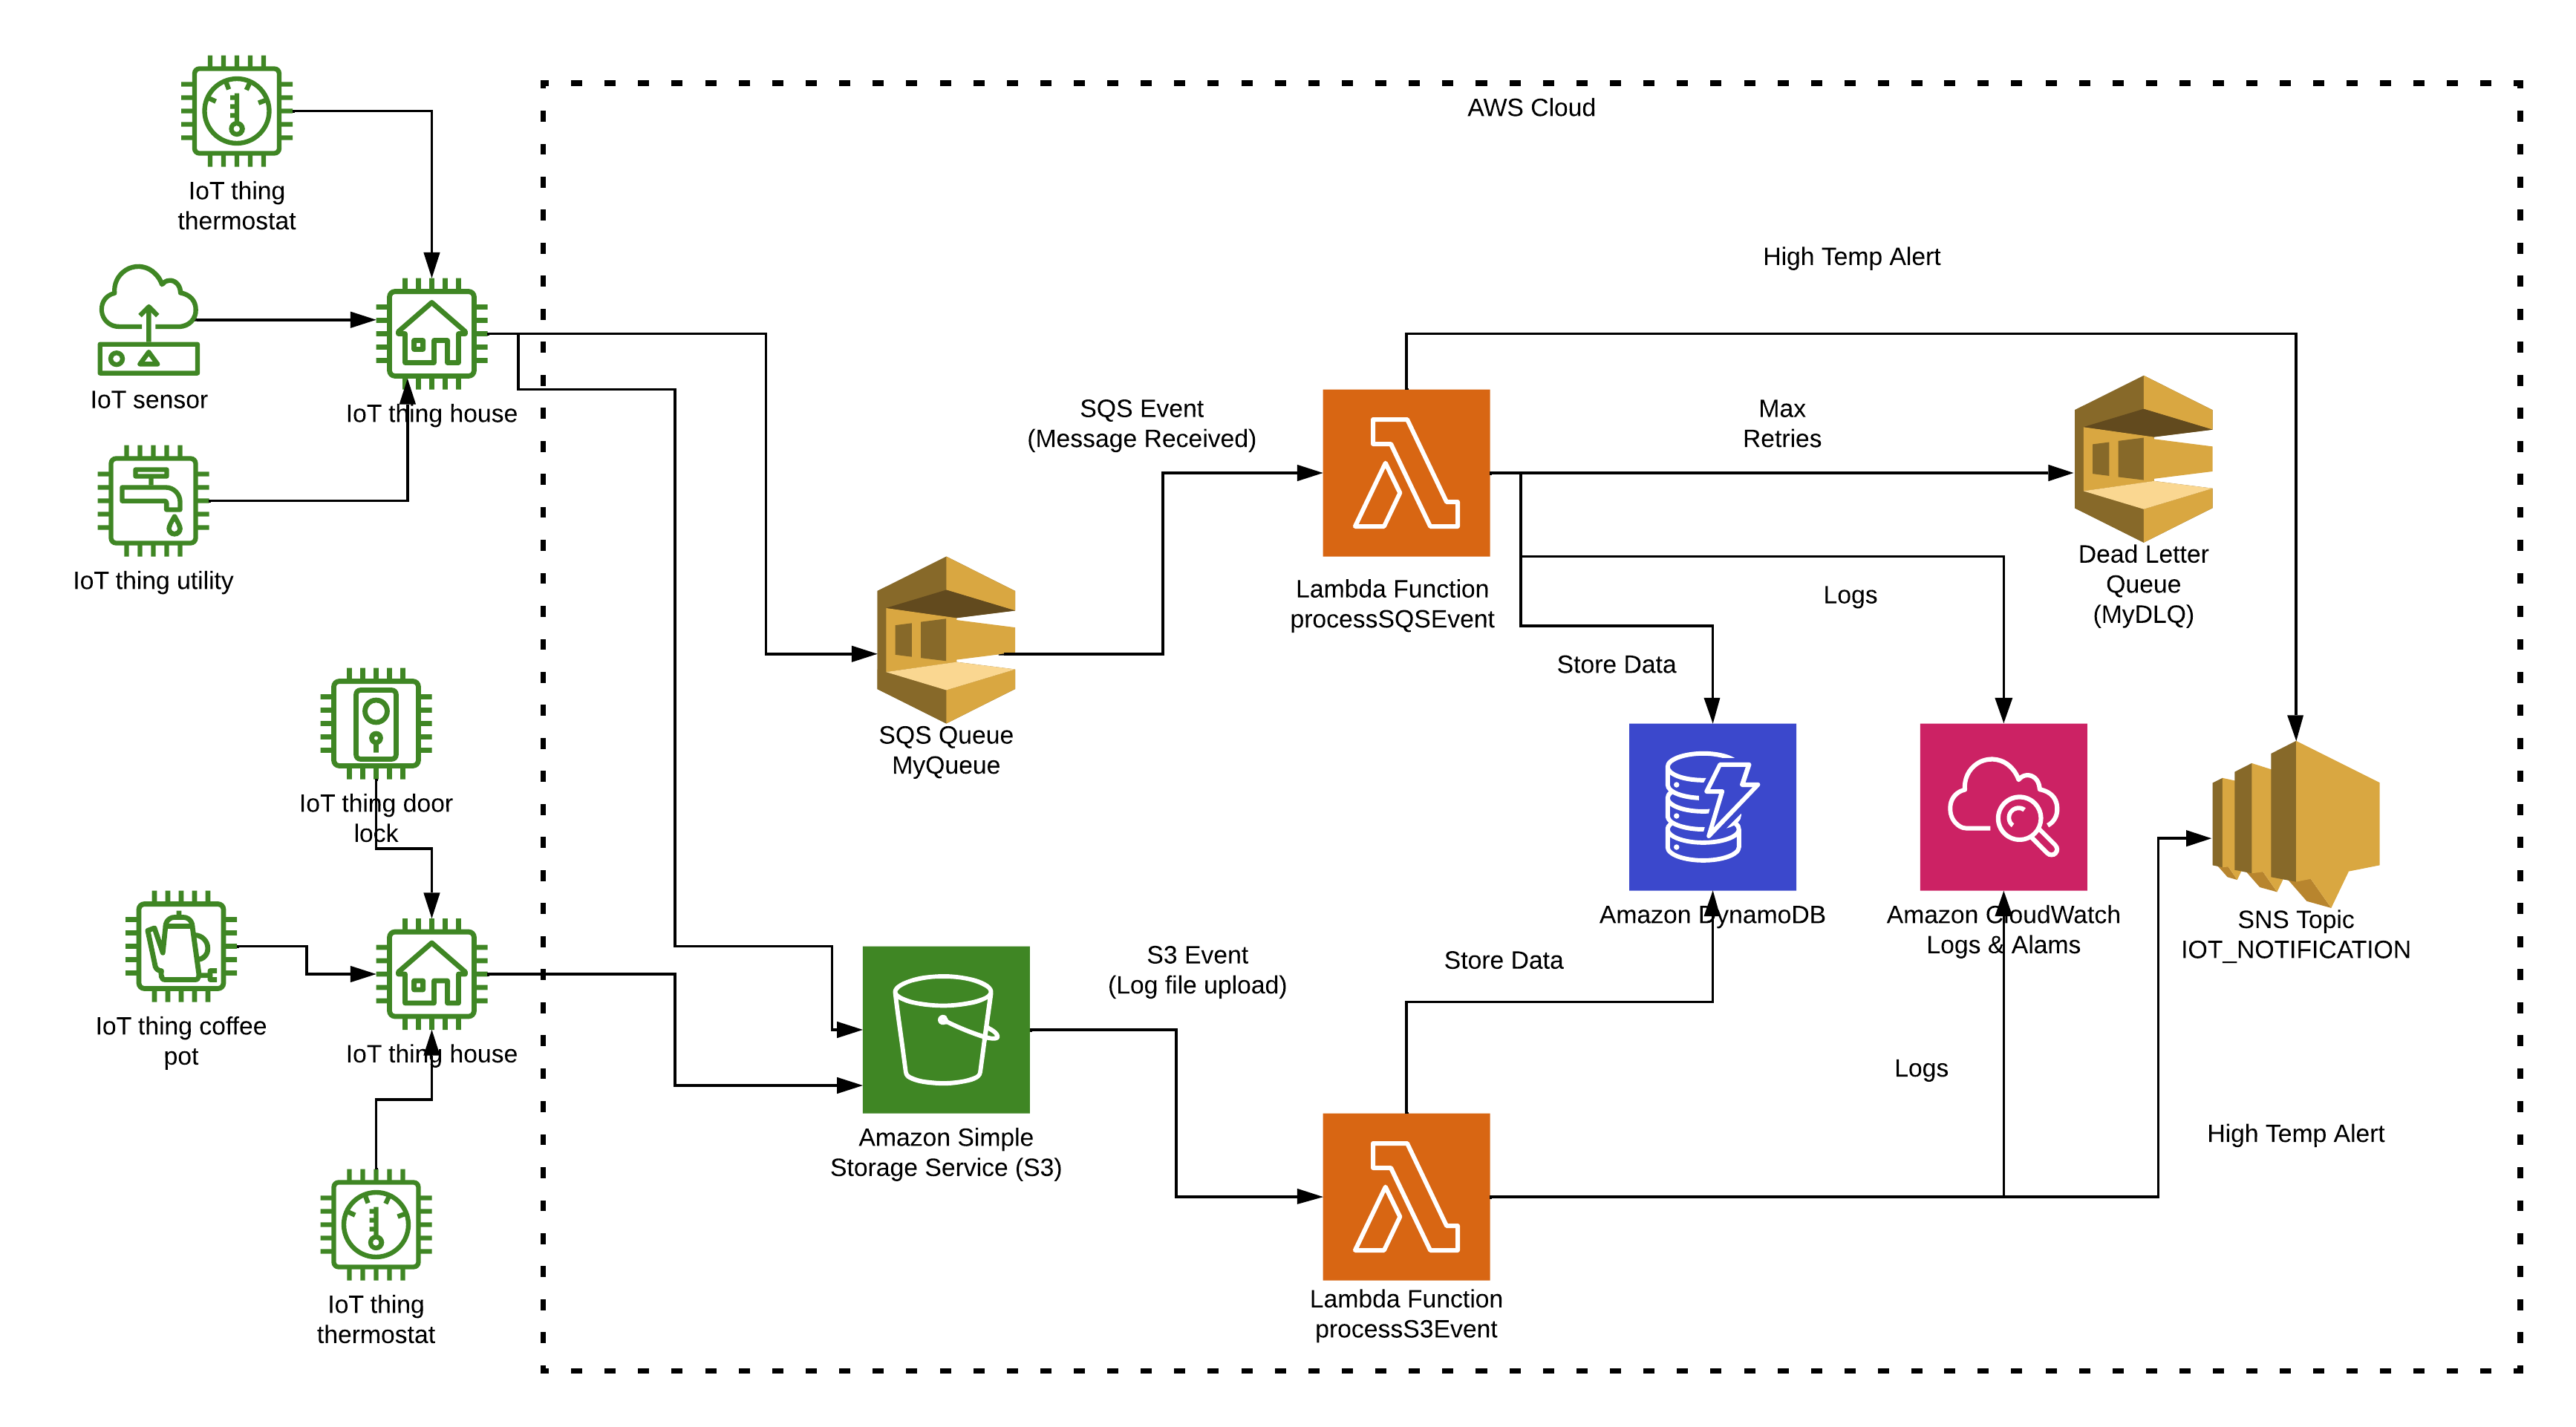 AWS Cloud
IoT thing
thermostat
High Temp Alert
IoT sensor
IoT thing house
SQS Event
(Message Received)
Max
Retries
IoT thing utility
Lambda Function
processSQSEvent
Logs
Dead Letter
Queue
(MyDLQ)
Store Data
SQS Queue
MyQueue
IoT thing door
lock
Amazon DynamoDB
Amazon CloudWatch
Logs & Alams
SNS Topic
IOT_NOTIFICATION
S3 Event
(Log file upload)
Store Data
IoT thing coffee
pot
IoT thing house
Logs
Amazon Simple
Storage Service (S3)
High Temp Alert
IoT thing
thermostat
Lambda Function
processS3Event